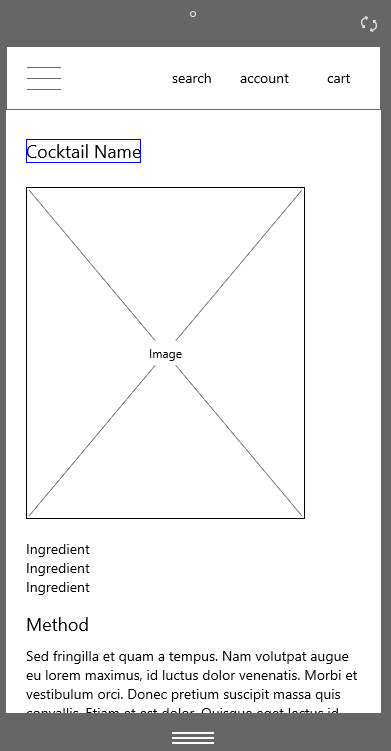 search account cart
Cocktail Name
Image
Ingredient
Ingredient
Ingredient
Method
Sed fringilla et quam a tempus. Nam volutpat augue
eu lorem maximus, id luctus dolor venenatis. Morbi et
vestibulum orci. Donec pretium suscipit massa quis
convallis. Etiam et est dolor. Quisque eget lectus id